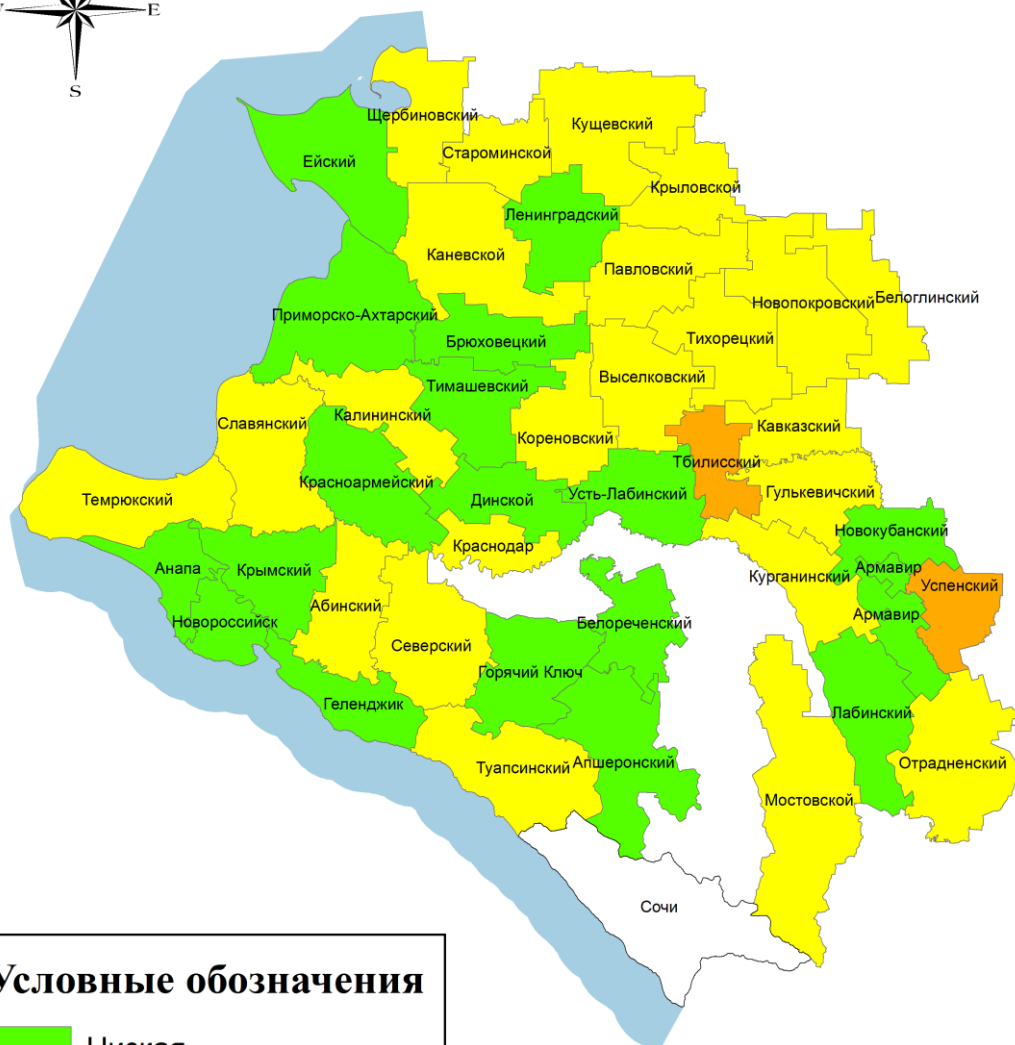 E
S
Щербиновский
Кущевский
Староминской
Ейский
Крыловской
Ленинградский
Каневской
Павловский
Новопокровский
Белоглинский
Приморско-Ахтарский
Тихорецкий
Брюховецкий
Выселковский
Тимашевский
Калининский
Славянский
Кавказский
Кореновский
Тбилисский
Красноармейский
Усть-Лабинский
Гулькевичский
Темрюкский
Динской
Новокубанский
Краснодар
Анапа
Крымский
Армавир
Курганинский
Успенский
Абинский
Армавир
Новороссийск
Белореченский
Северский
Горячий Ключ
Геленджик
Лабинский
Туапсинский
Апшеронский
Отрадненский
Мостовской
Сочи
Условные обозначения
Низкая